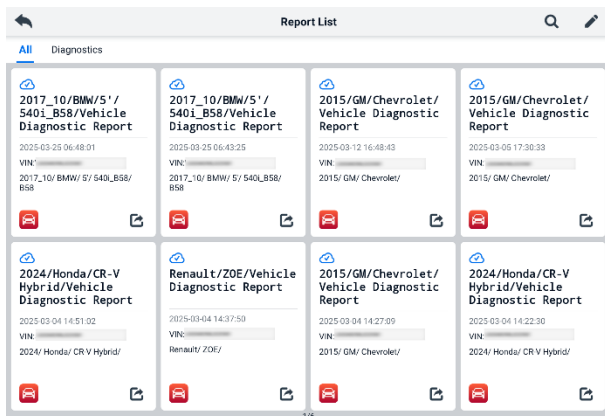 Report List
All
Diagnostics
2017_10/BMW/5'/
540i_B58/Vehicle
Diagnostic Report
2025-03-25 06:48:01
VIN:
2017_10/ BMW/ 5'/ 540i_B58/
B58
2017_10/BMW/5'/
540i_B58/Vehicle
Diagnostic Report
2025-03-25 06:43:25
VIN:
2017_10/ BMW/ 5'/ 540i_B58/
B58
2015/GM/Chevrolet/
Vehicle Diagnostic
Report
2025-03-12 16:48:43
VIN:
2015/ GM/ Chevrolet/
2015/GM/Chevrolet/
Vehicle Diagnostic
Report
2025-03-05 17:30:33
VIN:
2015/ GM/ Chevrolet/
2024/Honda/CR-V
Hybrid/Vehicle
Diagnostic Report
2025-03-04 14:51:02
VIN:
2024/ Honda/ CR-V Hybrid/
Renault/ZOE/Vehicle
Diagnostic Report
2025-03-04 14:37:50
VIN:
Renault/ ZOE/
2015/GM/Chevrolet/
Vehicle Diagnostic
Report
2025-03-04 14:27:09
VIN:
2015/ GM/ Chevrolet/
2024/Honda/CR-V
Hybrid/Vehicle
Diagnostic Report
2025-03-04 14:22:30
VIN:
2024/ Honda/ CR-V Hybrid/